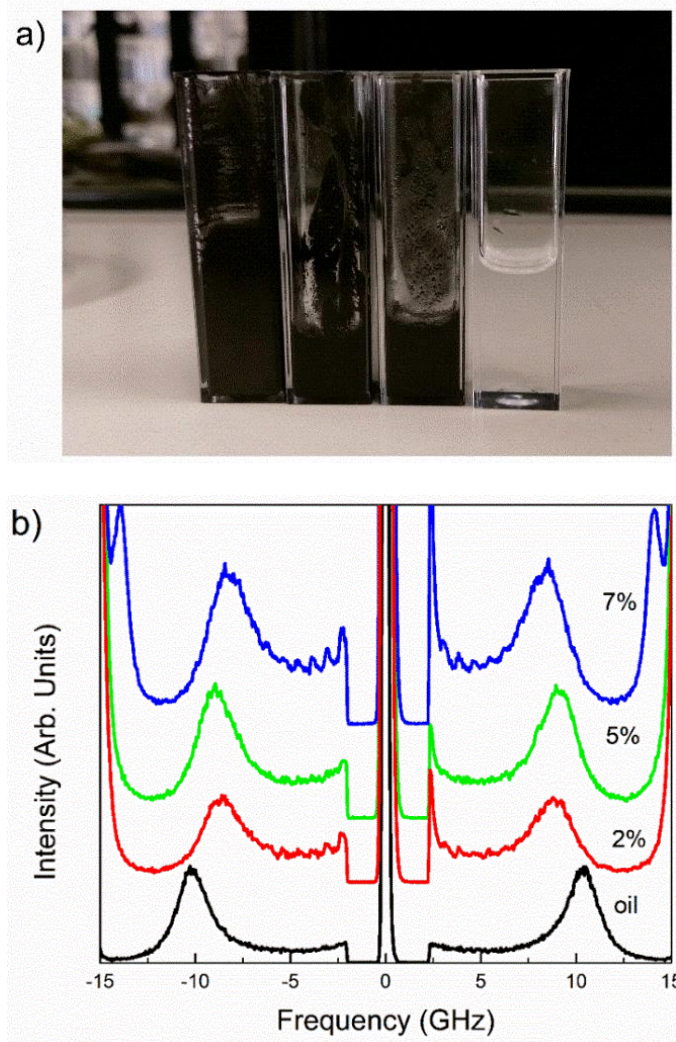 a)
b)
7%
5%
2%
oil
Intensity (Arb. Units)
-15 -10 -5 0 5 10 15
Frequency (GHz)